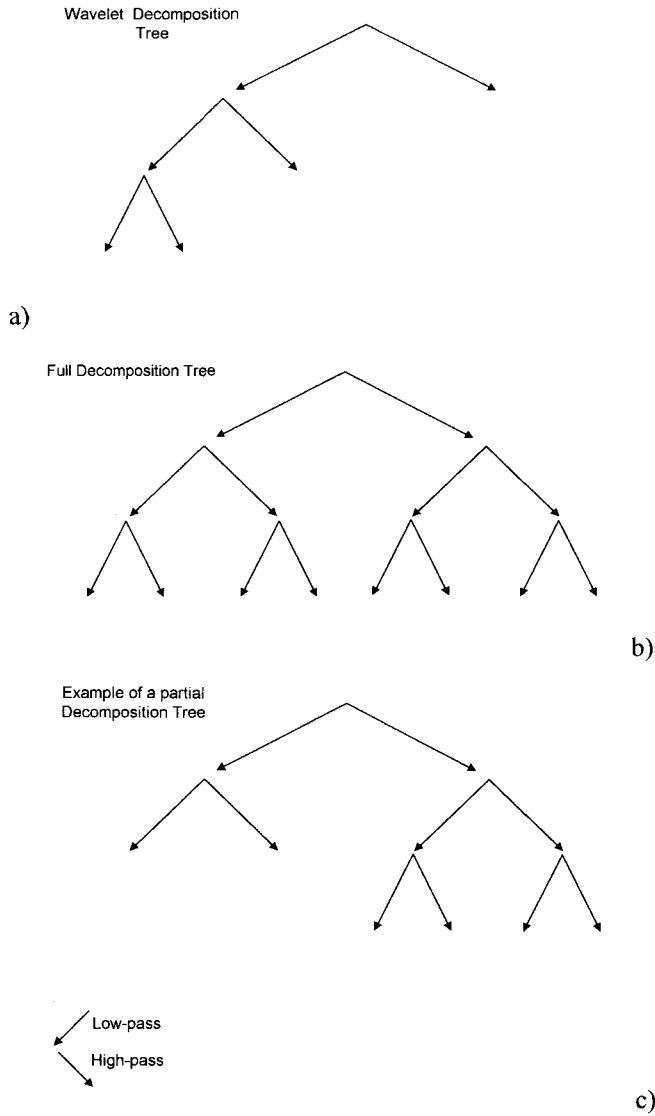 Wavelet Decomposition
Tree
a)
Full Decomposition Tree
b)
Example of a partial
Decomposition Tree
Low-pass
High-pass
c)